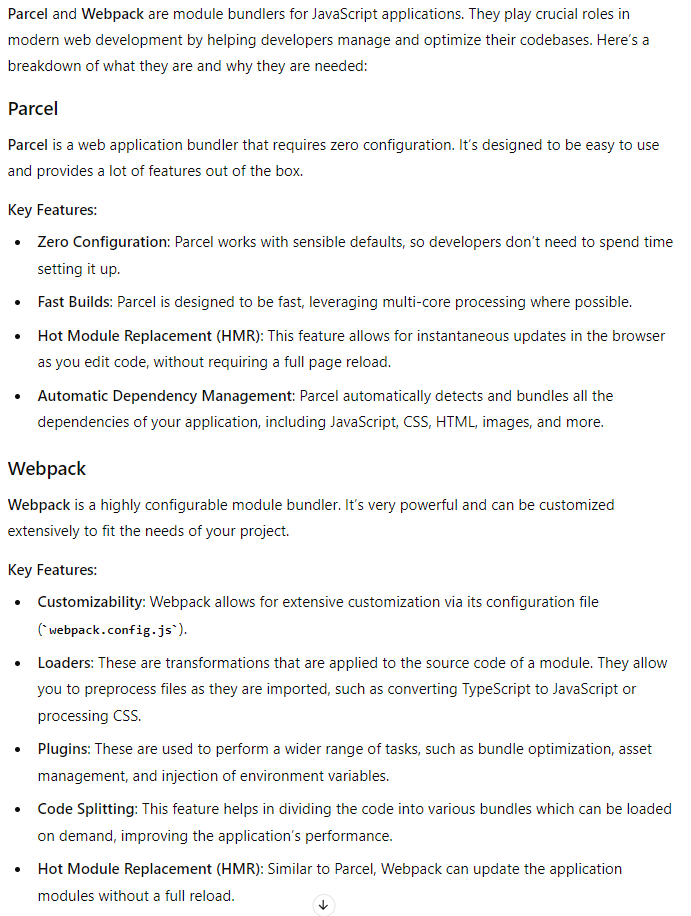 Parcel and Webpack are module bundlers for JavaScript applications. They play crucial roles in
modern web development by helping developers manage and optimize their codebases. Here's a
breakdown of what they are and why they are needed:
Parcel
Parcel is a web application bundler that requires zero configuration. It's designed to be easy to use
and provides a lot of features out of the box.
Key Features:
• Zero Configuration: Parcel works with sensible defaults, so developers don't need to spend time
setting it up.
• Fast Builds: Parcel is designed to be fast, leveraging multi-core processing where possible.
• Hot Module Replacement (HMR): This feature allows for instantaneous updates in the browser
as you edit code, without requiring a full page reload.
• Automatic Dependency Management: Parcel automatically detects and bundles all the
dependencies of your application, including JavaScript, CSS, HTML, images, and more.
Webpack
Webpack is a highly configurable module bundler. It's very powerful and can be customized
extensively to fit the needs of your project.
Key Features:
• Customizability: Webpack allows for extensive customization via its configuration file
(`webpack.config.js`).
• Loaders: These are transformations that are applied to the source code of a module. They allow
you to preprocess files as they are imported, such as converting TypeScript to JavaScript or
processing CSS.
• Plugins: These are used to perform a wider range of tasks, such as bundle optimization, asset
management, and injection of environment variables.
• Code Splitting: This feature helps in dividing the code into various bundles which can be loaded
on demand, improving the application's performance.
• Hot Module Replacement (HMR): Similar to Parcel, Webpack can update the application
modules without a full reload.